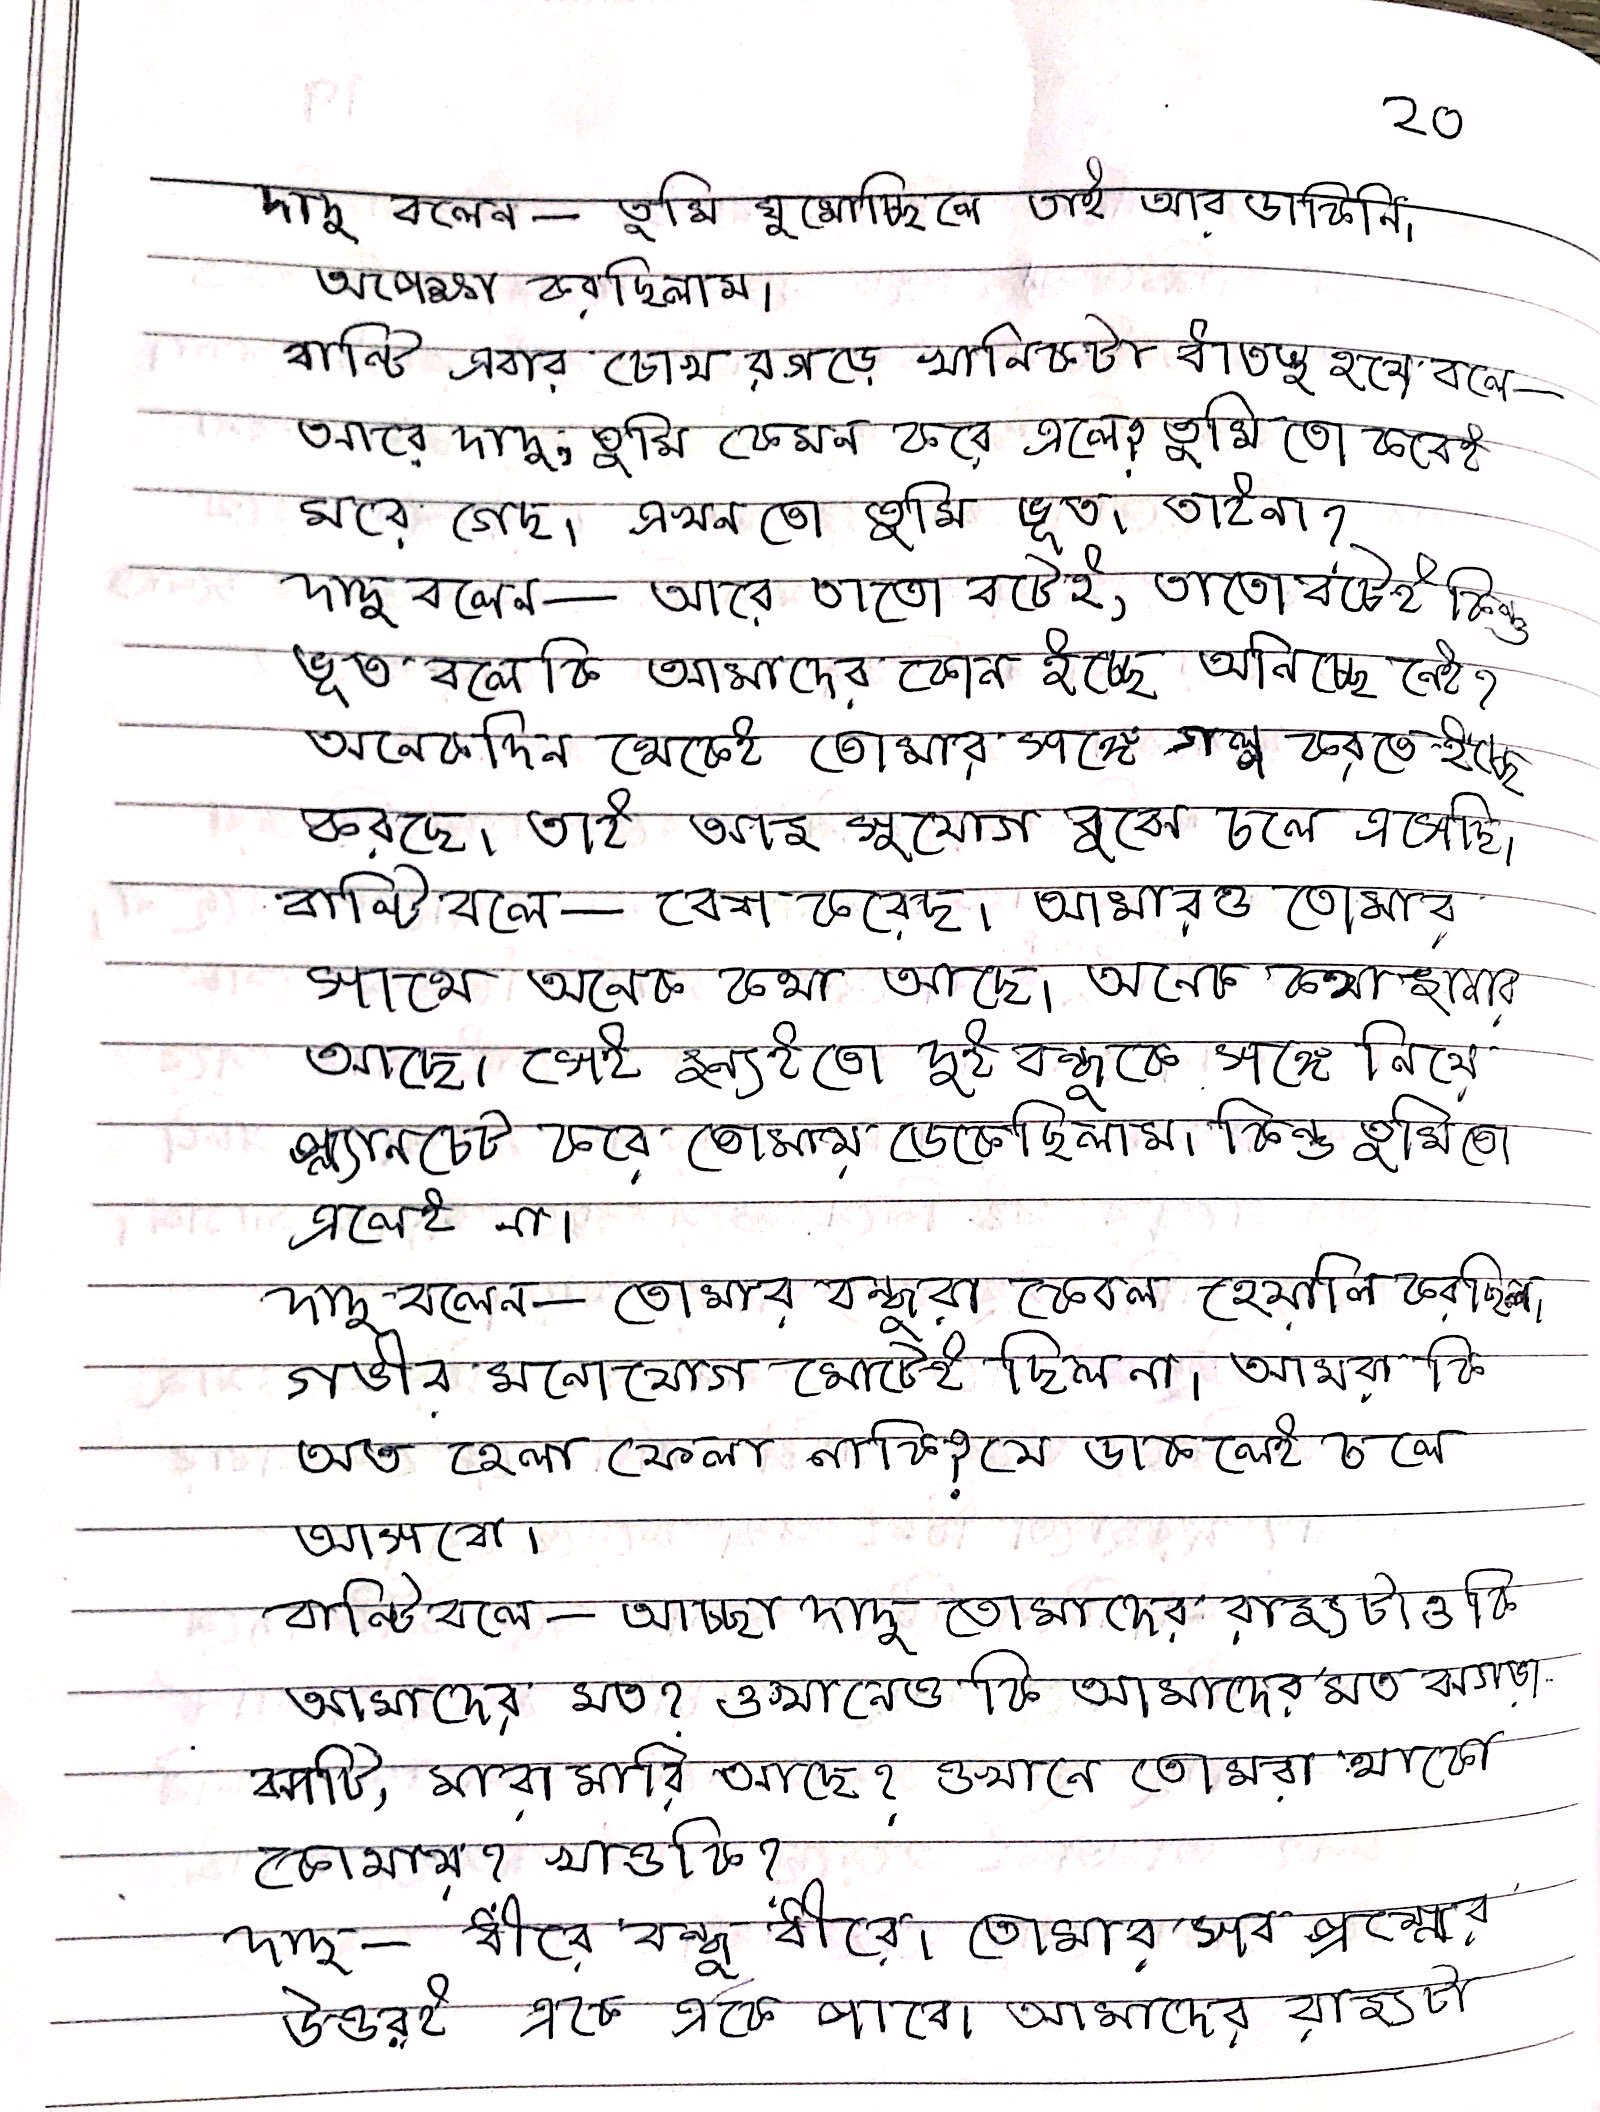 ২০
দাদু বলেন — তুমি ঘুমোচ্ছিলে তাই আর ডাকিনি।
অপেক্ষা করছিলাম।
বান্টি এবার চোখ রগড়ে খানিকটা ধাতস্থ হয়ে বলে —
আরে দাদু, তুমি কেমন করে এলে? তুমি তো কবেই
মরে গেছ। এখন তো তুমি ভূত। তাইনা?
দাদু বলেন — আরে তাতো বটেই, তাতো বটেই কিন্তু
ভূত বলে কি আমাদের কোন ইচ্ছে অনিচ্ছে নেই?
অনেকদিন থেকেই তোমার সঙ্গে গল্প করতে ইচ্ছে
করছে। তাই আজ সুযোগ বুঝে চলে এসেছি।
বান্টি বলে — বেশ করেছ। আমারও তোমার
সাথে অনেক কথা আছে। অনেক কথা জানার
আছে। সেই জন্যইতো দুই বন্ধুকে সঙ্গে নিয়ে
প্ল্যানচেট করে তোমায় ডেকেছিলাম। কিন্তু তুমিতো
এলেই না।
দাদু বলেন — তোমার বন্ধুরা কেবল হেয়ালি করছিল।
গভীর মনোযোগ মোটেই ছিলনা। আমরা কি
অত হেলা ফেলা নাকি? যে ডাকলেই চলে
আসবো।
বান্টি বলে — আচ্ছা দাদু তোমাদের রাজ্যটাও কি
আমাদের মত? ওখানেও কি আমাদের মত ঝগড়া-
ঝাটি, মারামারি আছে? ওখানে তোমরা থাকো
কোথায়? খাও কি?
দাদু — ধীরে বন্ধু ধীরে। তোমার সব প্রশ্নের
উত্তরই একে একে পাবে। আমাদের রাজ্যটা